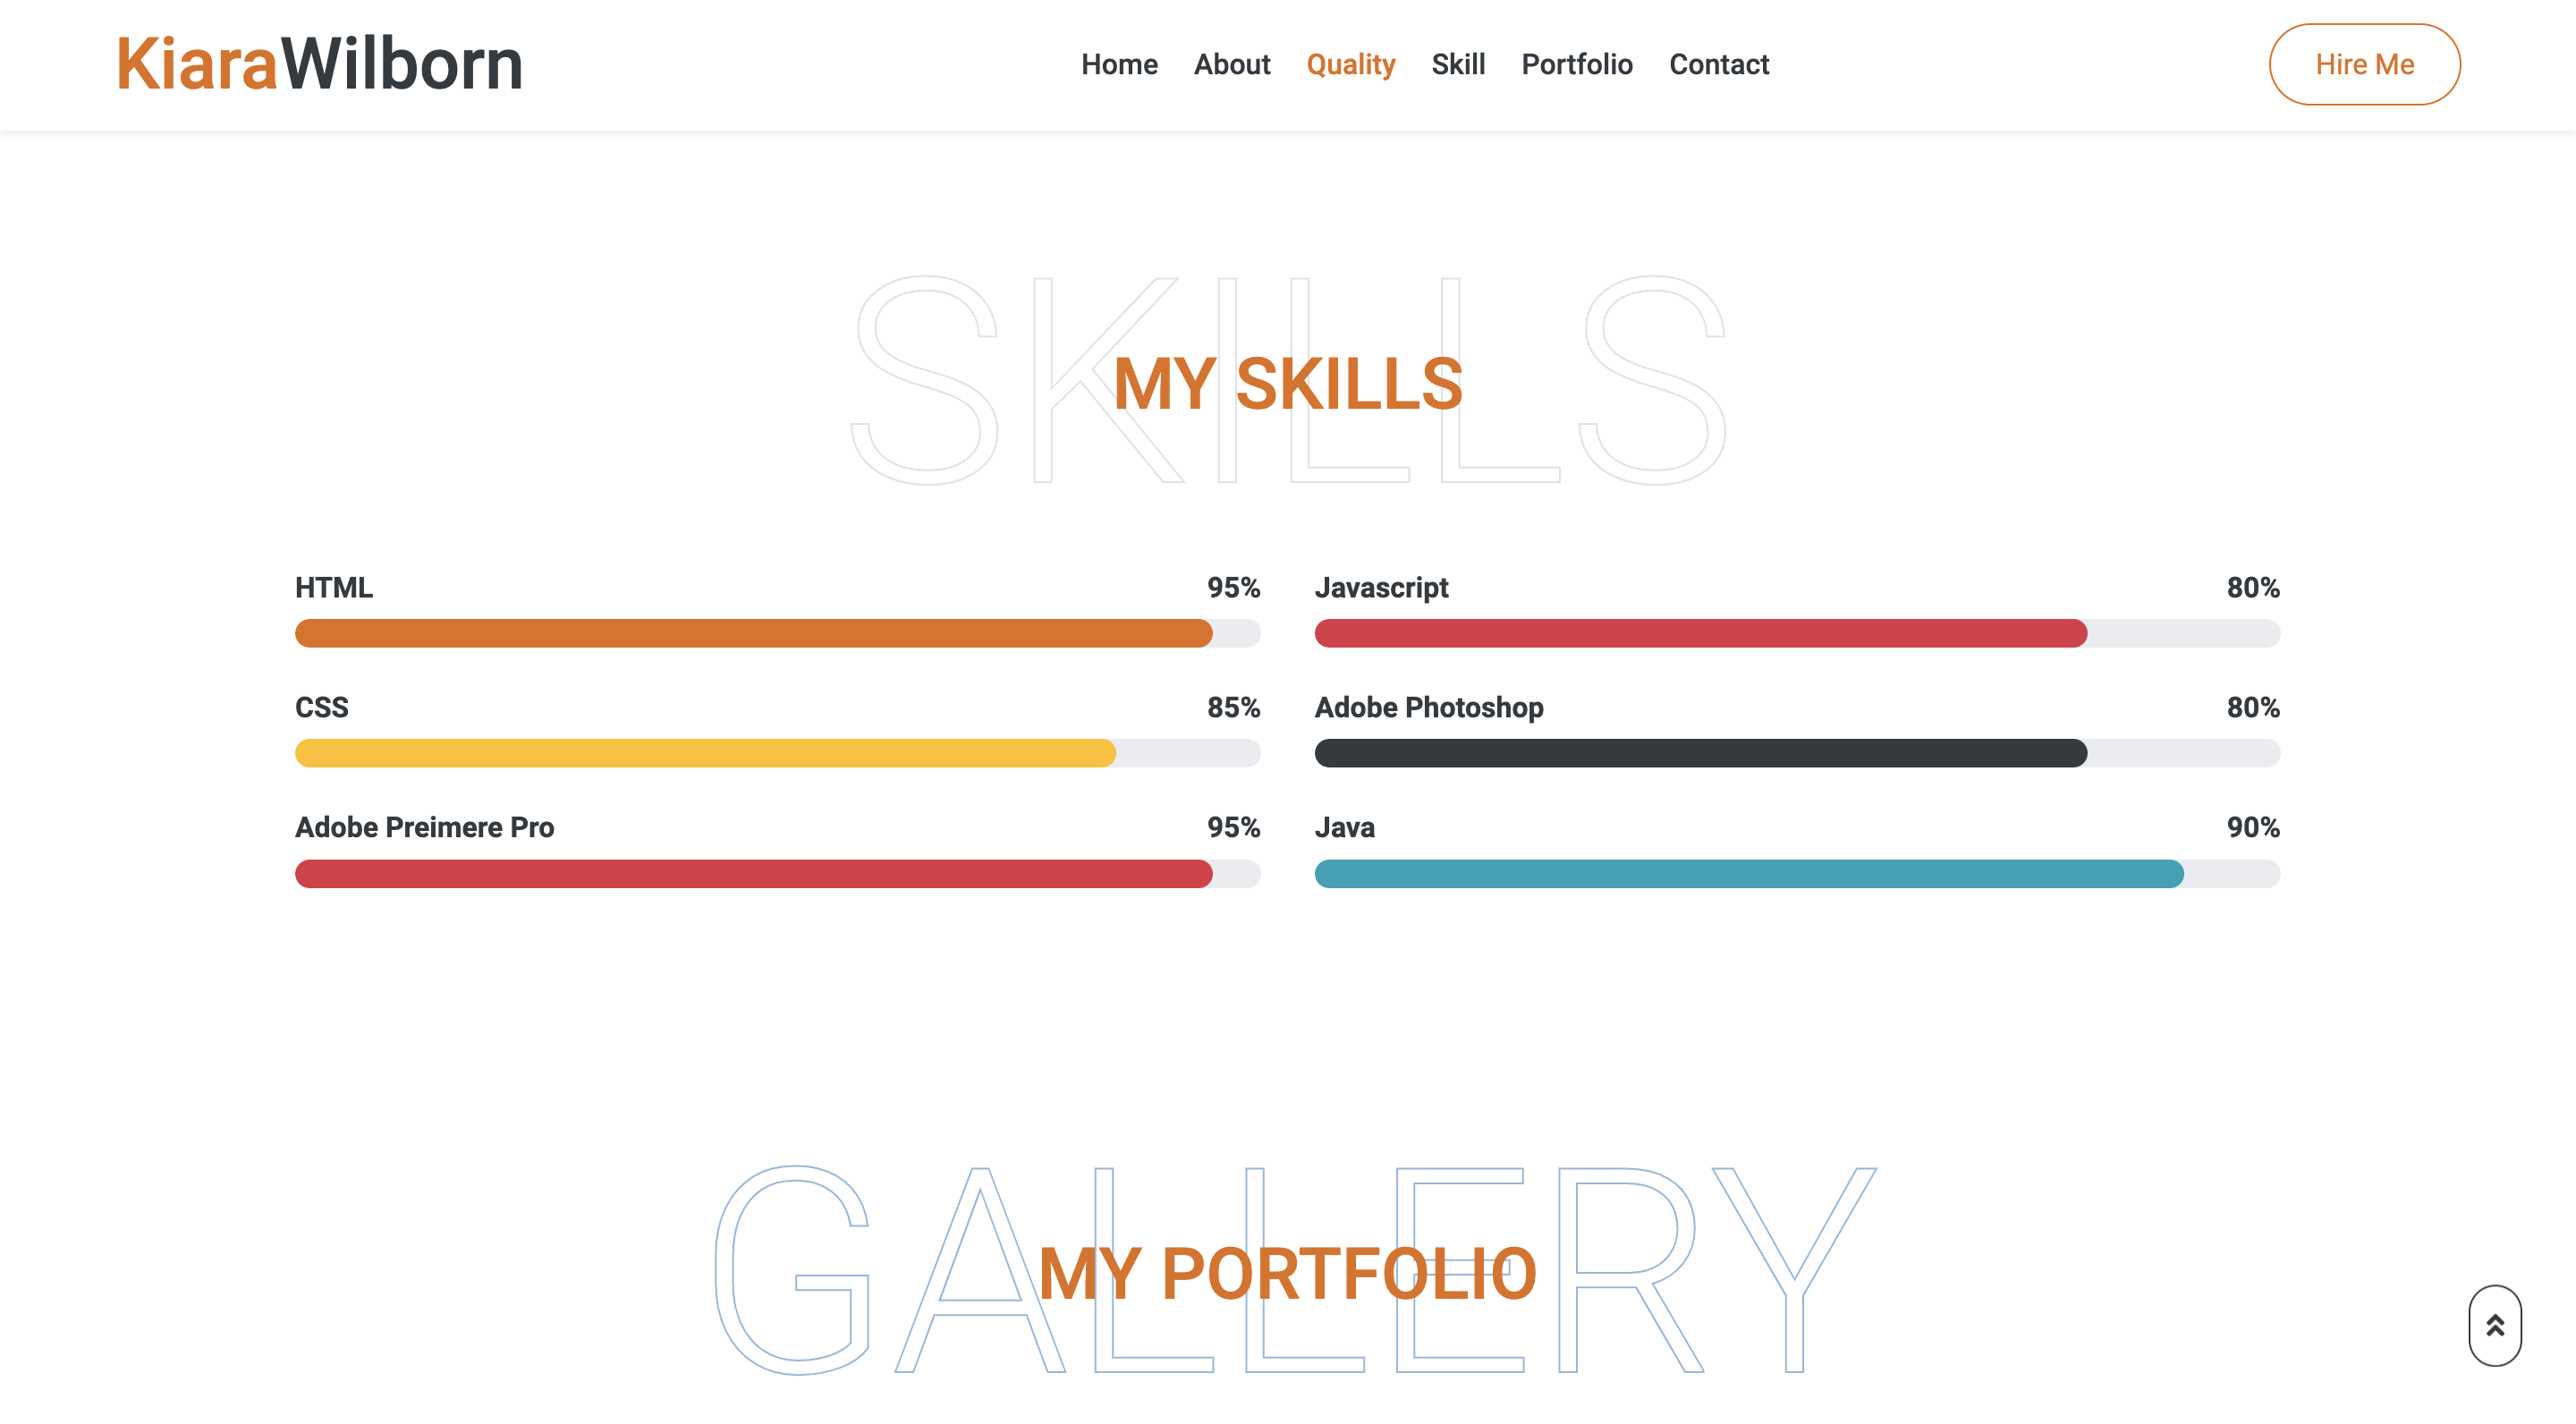 KiaraWilborn
Home About Quality Skill Portfolio Contact
Hire Me
SKILLS
MY SKILLS
HTML 95%
Javascript 80%
CSS 85%
Adobe Photoshop 80%
Adobe Preimere Pro 95%
Java 90%
GALLERY
MY PORTFOLIO